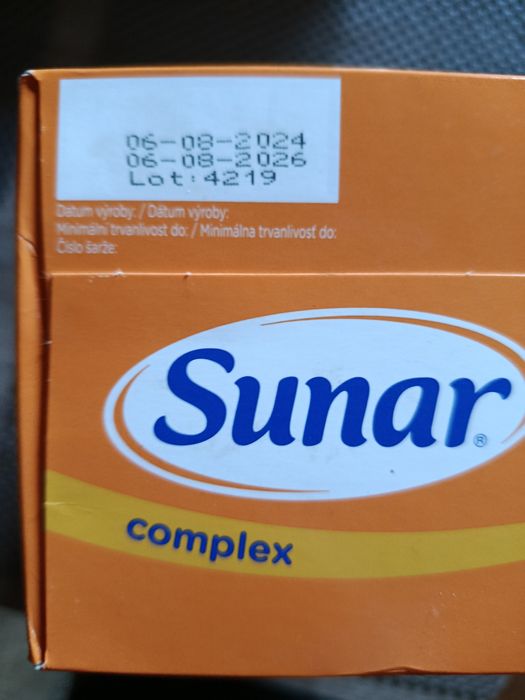 06-08-2024
06-08-2026
Lot:4219
Datum výroby: / Dátum výroby:
Minimální trvanlivost do: / Minimálna trvanlivosť do:
Číslo šarže:
Sunar®
complex